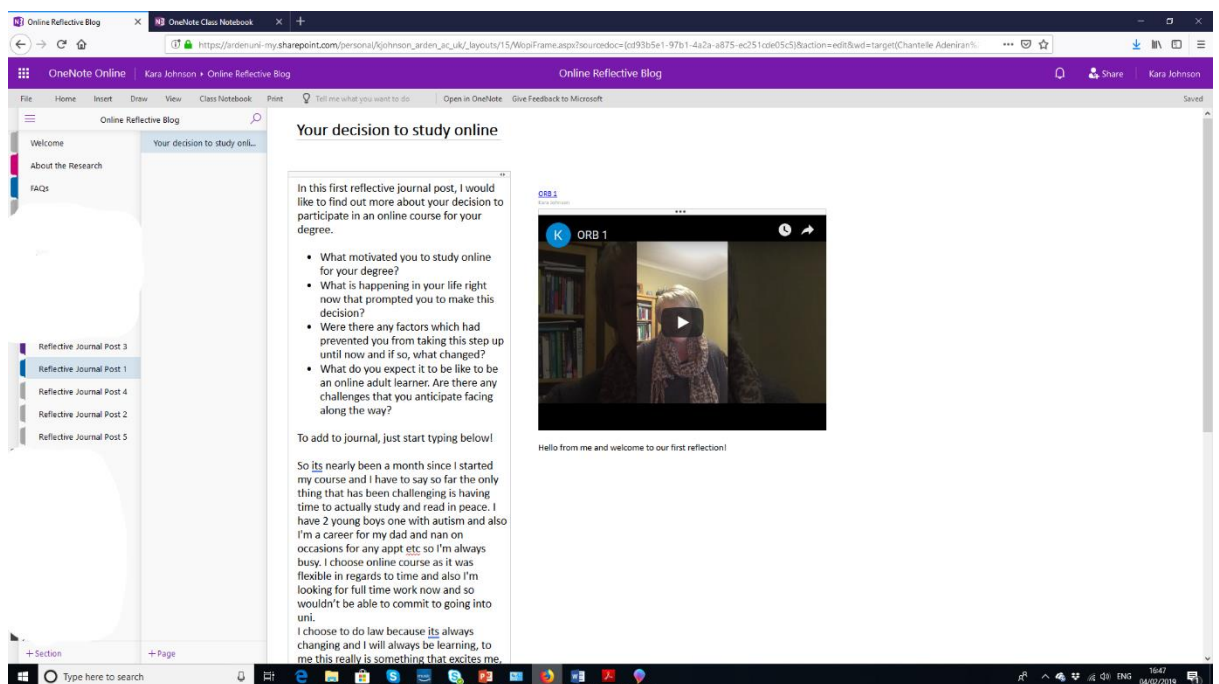 Online Reflective Blog
OneNote Class Notebook
https://ardenuni-my.sharepoint.com/personal/kjohnson_arden_ac_uk/_layouts/15/WopiFrame.aspx?sourcedoc={cd93b5e1-97b1-4a2a-a875-ec251cde05c5}&action=edit&wd=target(Chantelle Adeniran%
OneNote Online
Kara Johnson ▸ Online Reflective Blog
Online Reflective Blog
Share
Kara Johnson
File Home Insert Draw View Class Notebook Print Tell me what you want to do Open in OneNote Give Feedback to Microsoft Saved
Online Reflective Blog
Welcome
About the Research
FAQs
Reflective Journal Post 3
Reflective Journal Post 1
Reflective Journal Post 4
Reflective Journal Post 2
Reflective Journal Post 5
+ Section
Your decision to study onli...
+ Page
Your decision to study online
In this first reflective journal post, I would
like to find out more about your decision to
participate in an online course for your
degree.
• What motivated you to study online
for your degree?
• What is happening in your life right
now that prompted you to make this
decision?
• Were there any factors which had
prevented you from taking this step up
until now and if so, what changed?
• What do you expect it to be like to be
an online adult learner. Are there any
challenges that you anticipate facing
along the way?
To add to journal, just start typing below!
So its nearly been a month since I started
my course and I have to say so far the only
thing that has been challenging is having
time to actually study and read in peace. I
have 2 young boys one with autism and also
I'm a career for my dad and nan on
occasions for any appt etc so I'm always
busy. I choose online course as it was
flexible in regards to time and also I'm
looking for full time work now and so
wouldn't be able to commit to going into
uni.
I choose to do law because its always
changing and I will always be learning, to
me this really is something that excites me,
ORB 1
Kara Johnson
K ORB 1
Hello from me and welcome to our first reflection!
Type here to search
ENG
16:47
04/02/2019